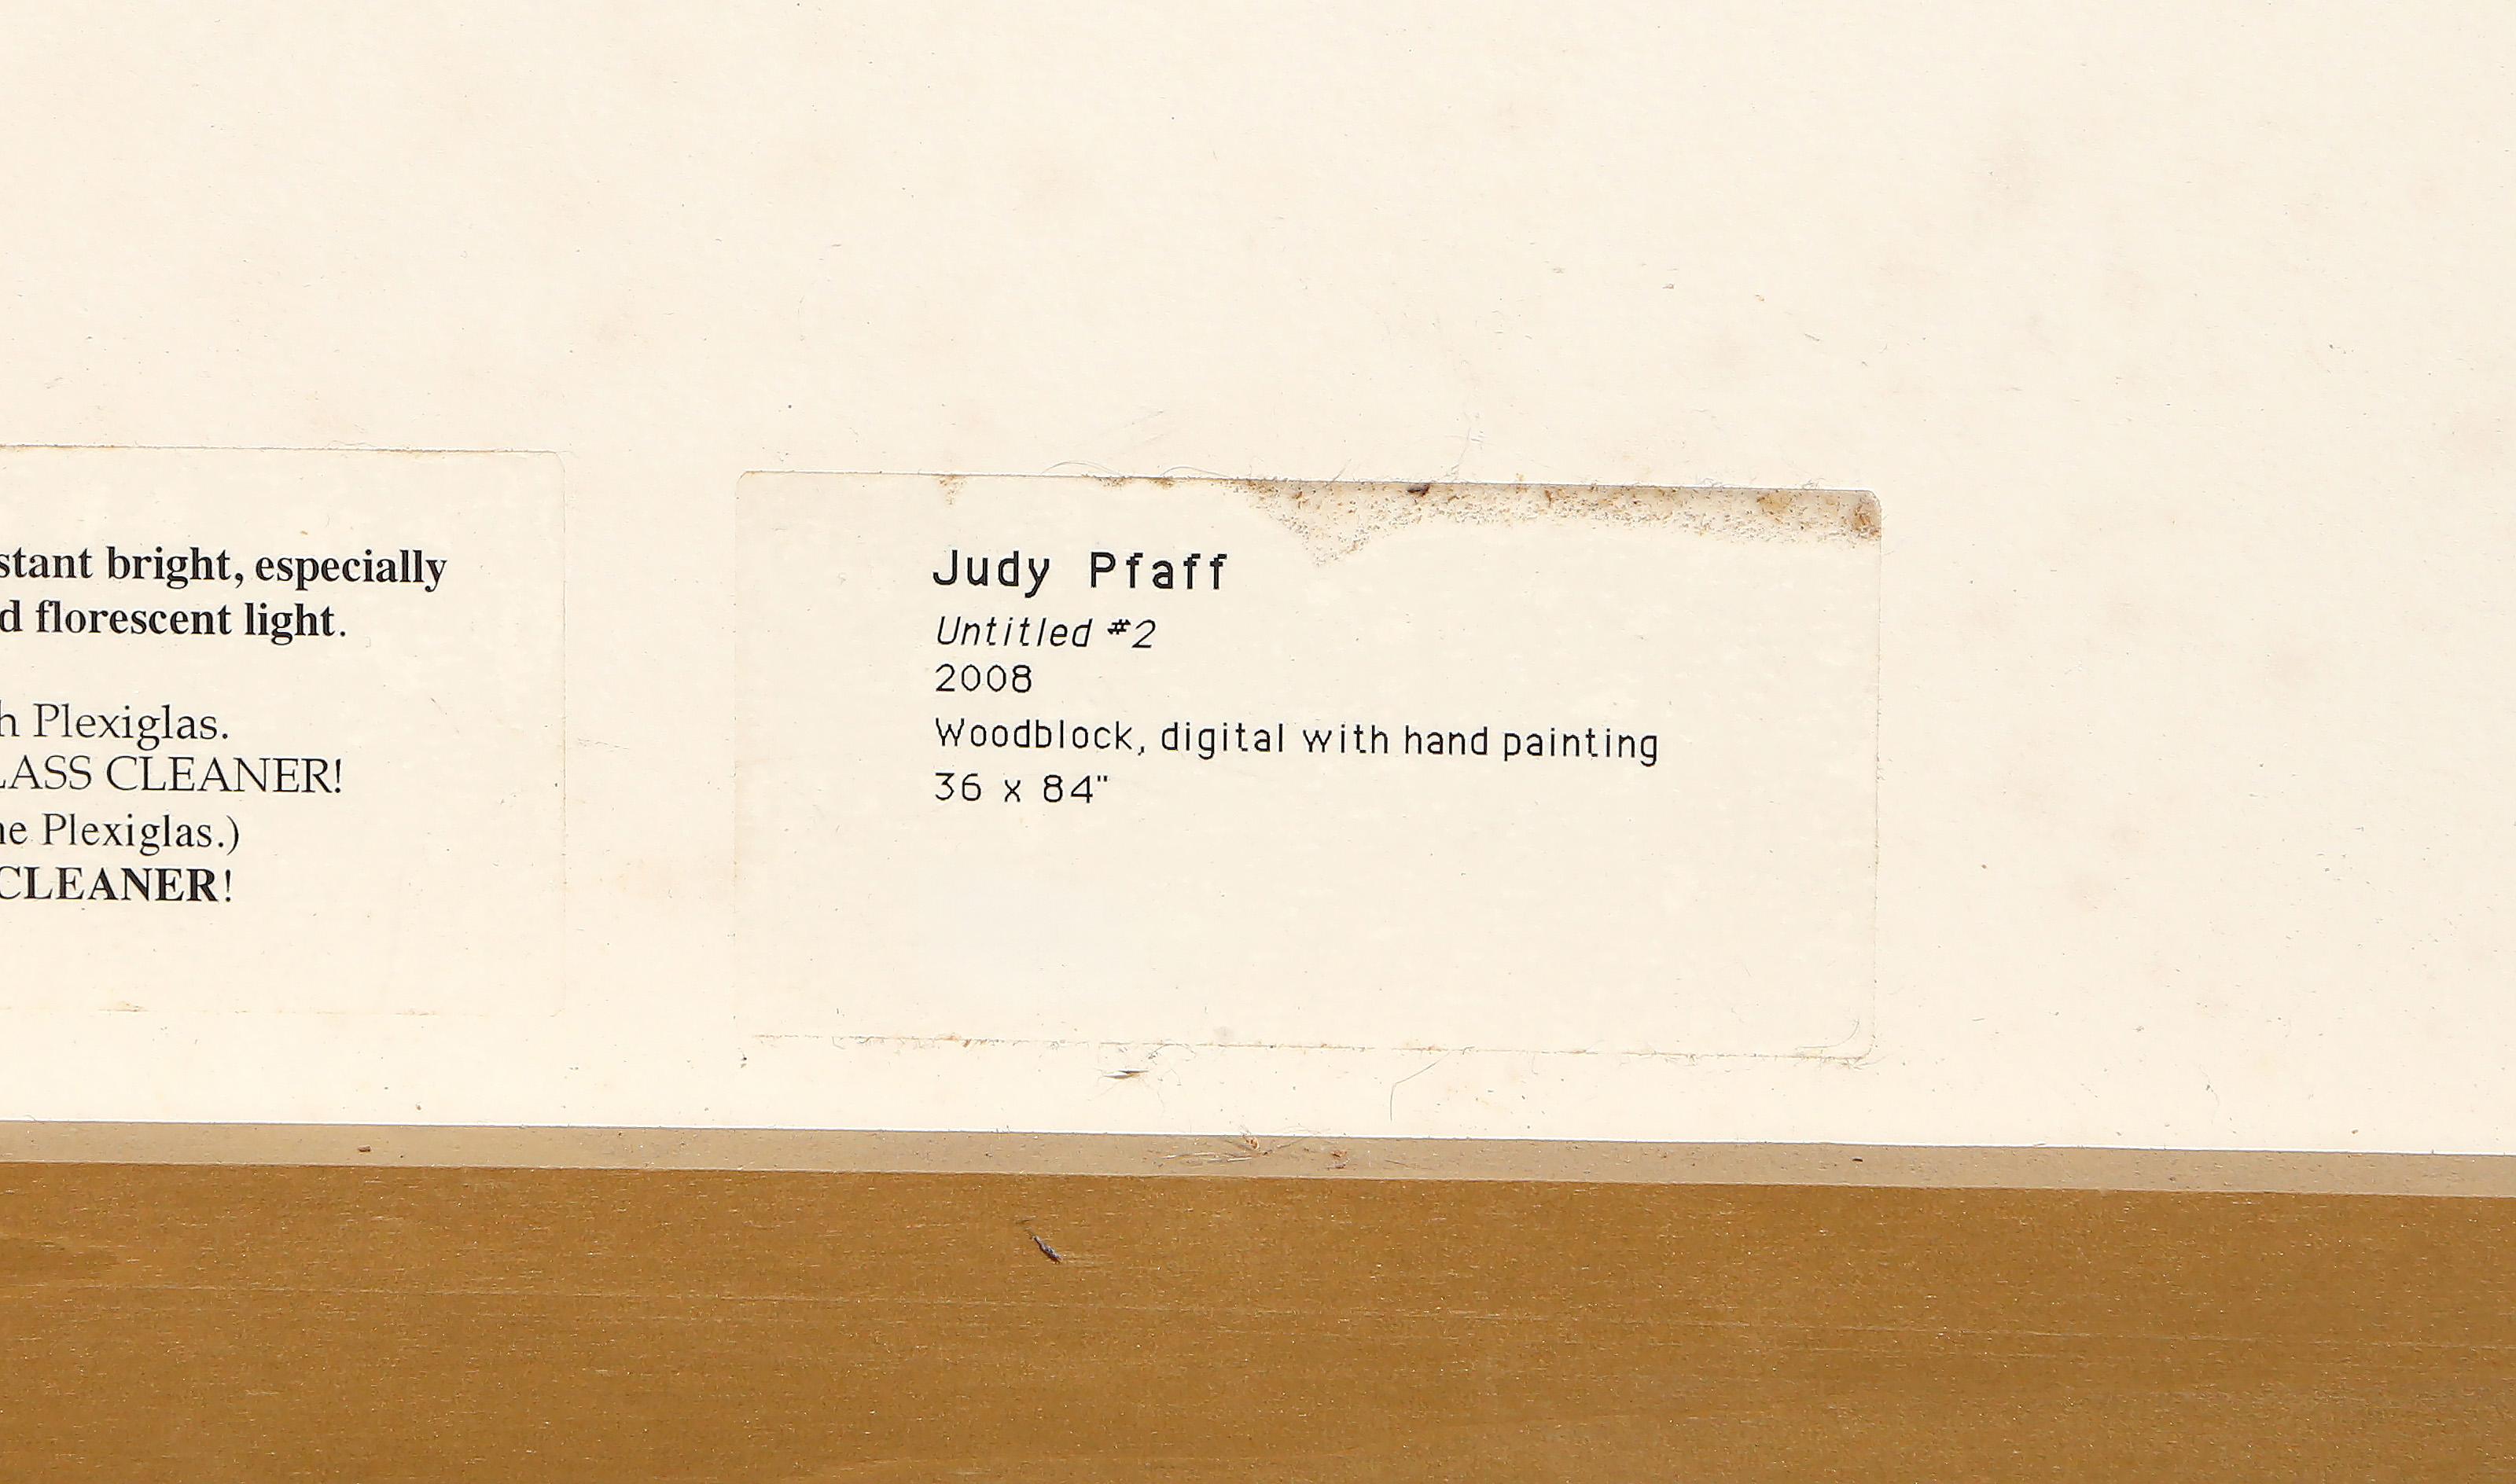 stant bright, especially
d florescent light.
h Plexiglas.
LASS CLEANER!
he Plexiglas.)
CLEANER!
Judy Pfaff
Untitled #2
2008
Woodblock, digital with hand painting
36 x 84"